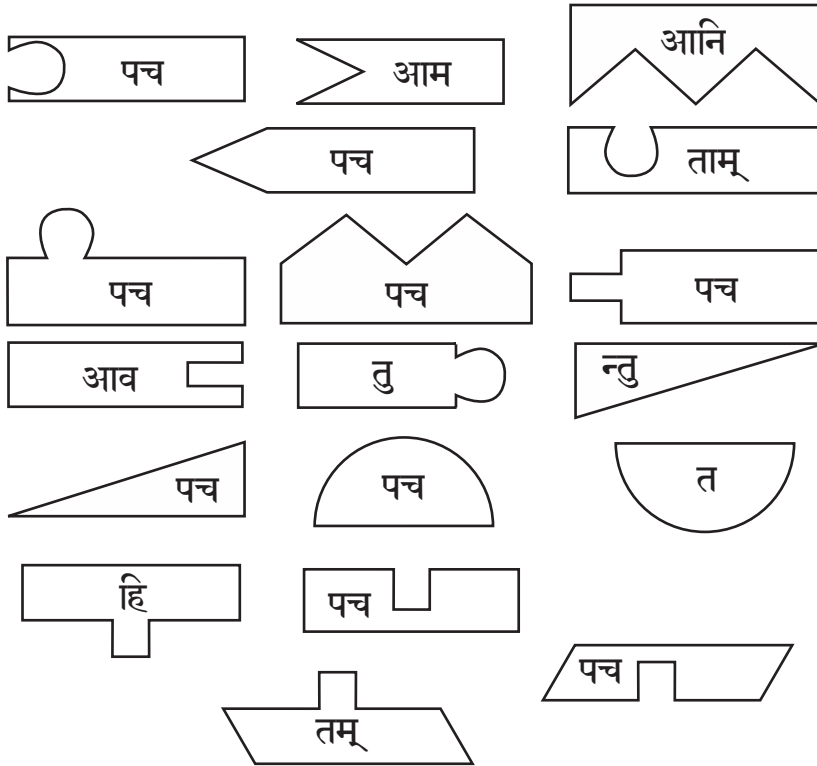 पच आम आनि
पच ताम्
पच पच पच
आव तु न्तु
पच पच त
हि पच
पच
तम्